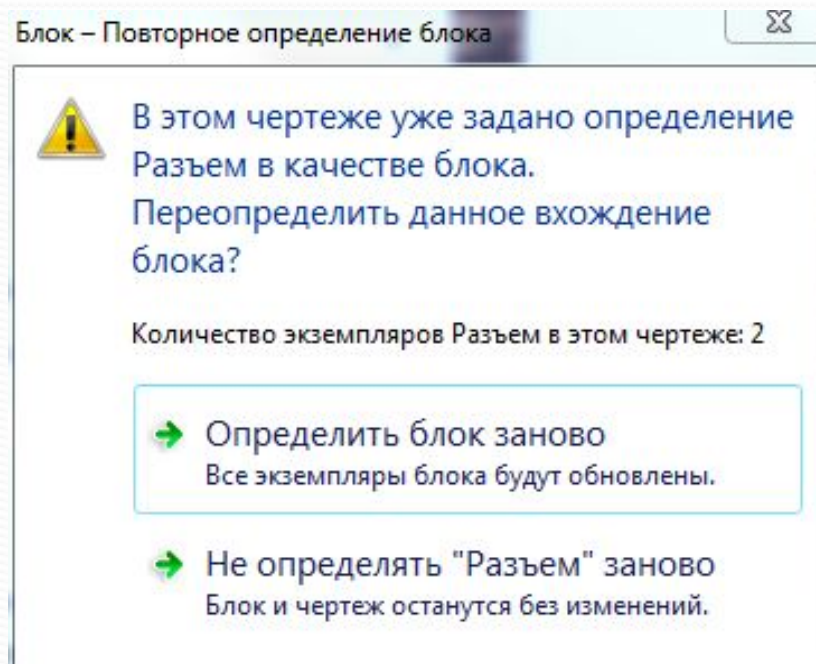 Блок – Повторное определение блока
В этом чертеже уже задано определение
Разъем в качестве блока.
Переопределить данное вхождение
блока?
Количество экземпляров Разъем в этом чертеже: 2
Определить блок заново
Все экземпляры блока будут обновлены.
Не определять "Разъем" заново
Блок и чертеж останутся без изменений.